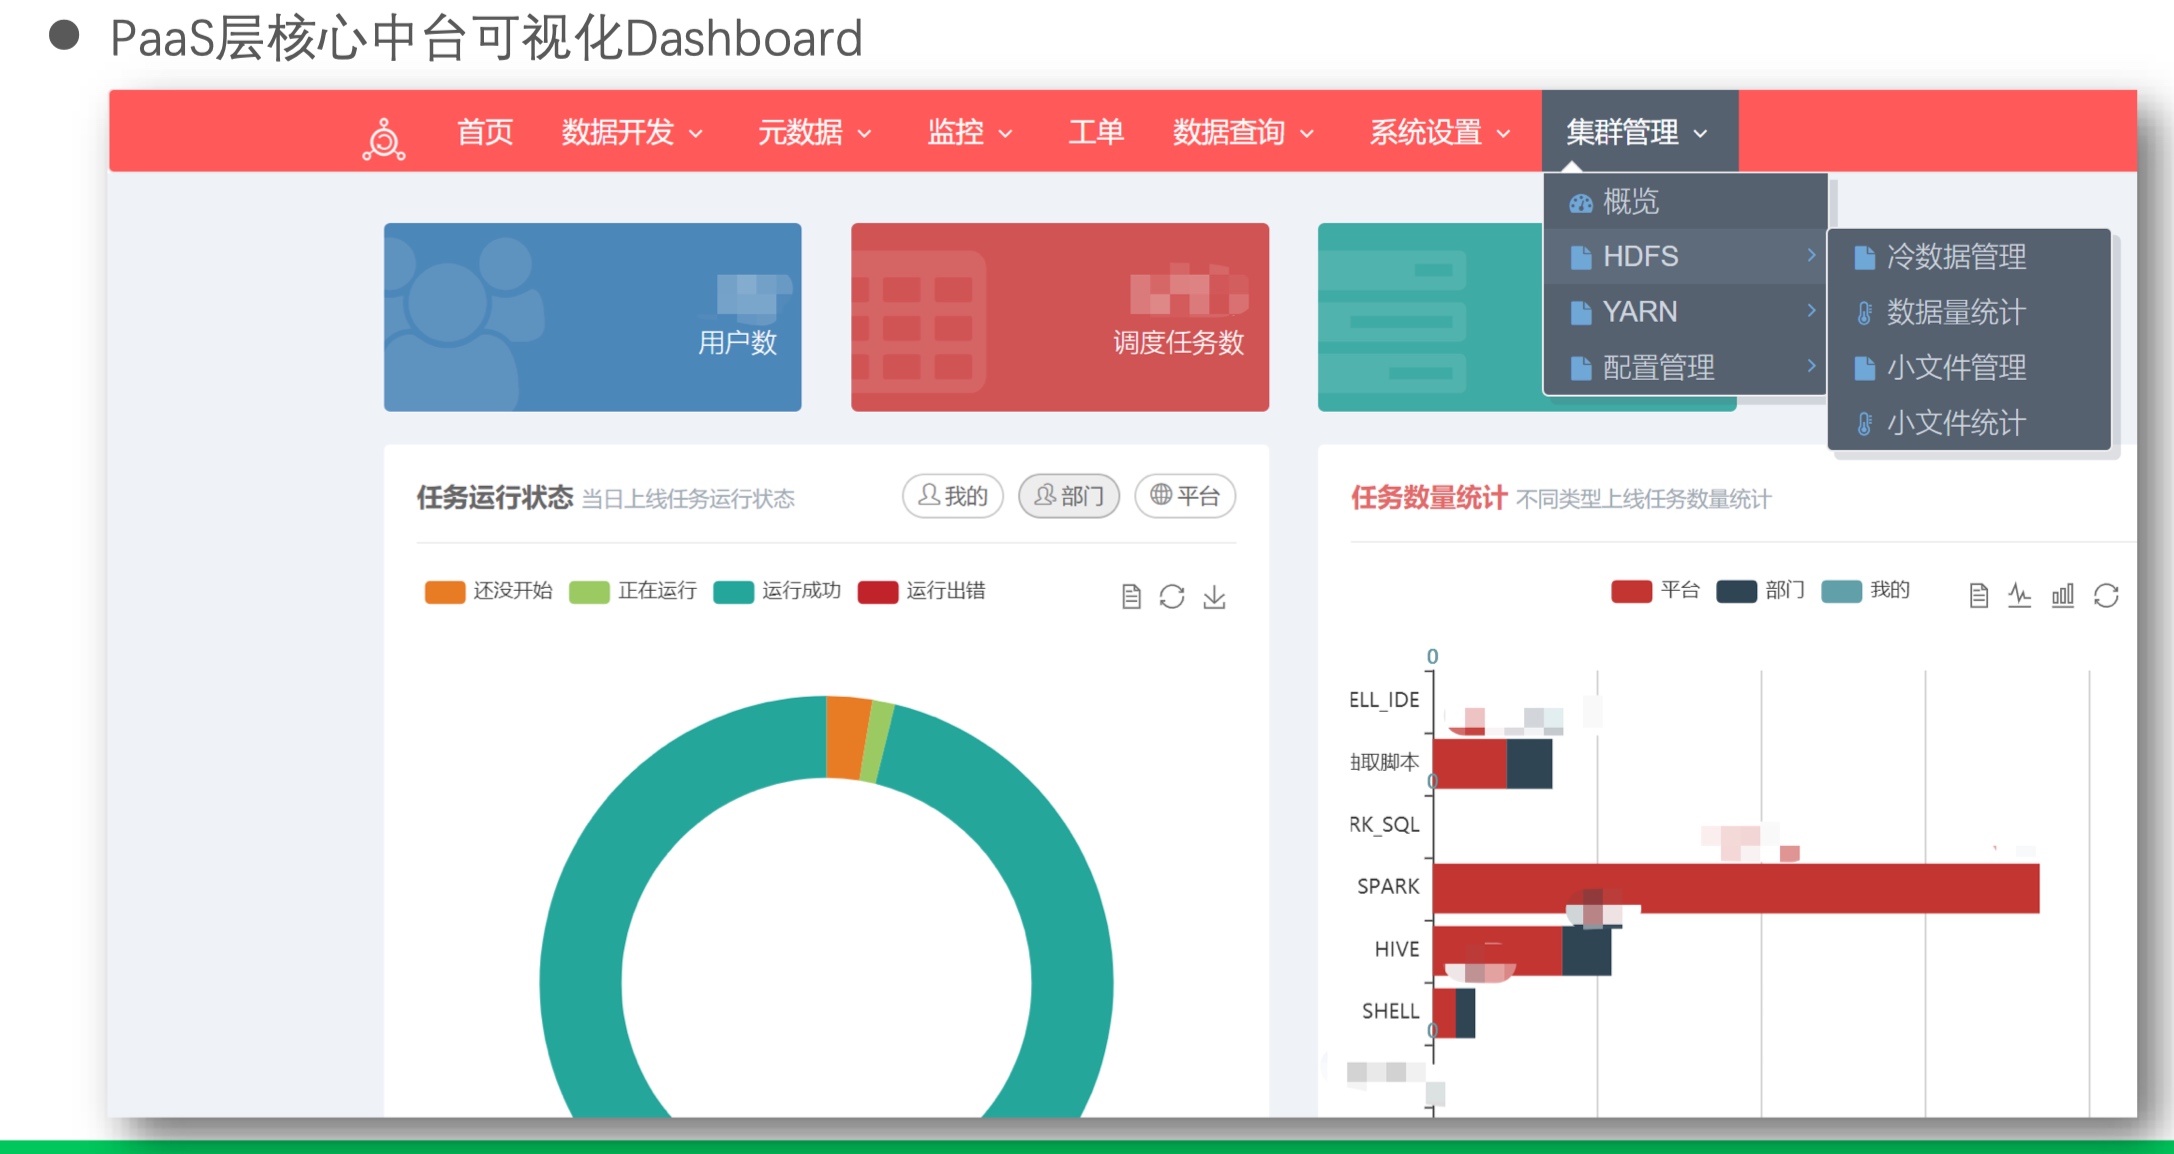 PaaS层核心中台可视化Dashboard
首页 数据开发 元数据 监控 工单 数据查询 系统设置 集群管理
概览
HDFS
YARN
配置管理
冷数据管理
数据量统计
小文件管理
小文件统计
用户数
调度任务数
任务运行状态 当日上线任务运行状态
我的 部门 平台
还没开始 正在运行 运行成功 运行出错
任务数量统计 不同类型上线任务数量统计
平台 部门 我的
0
ELL_IDE
取脚本
0
RK_SQL
SPARK
HIVE
SHELL
0